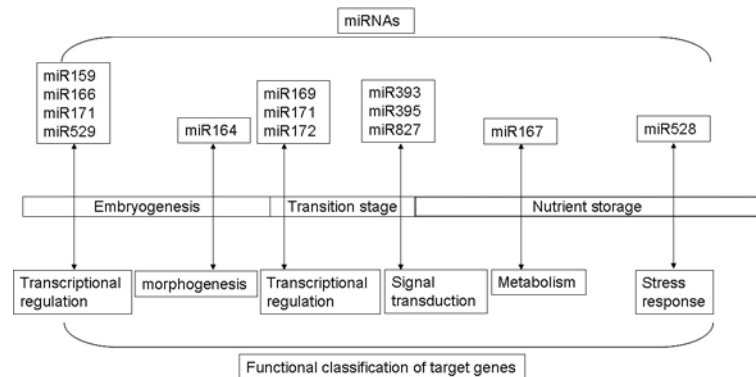 miRNAs
miR159
miR166
miR171
miR529
miR164
miR169
miR171
miR172
miR393
miR395
miR827
miR167
miR528
Embryogenesis
Transition stage
Nutrient storage
Transcriptional
regulation
morphogenesis
Transcriptional
regulation
Signal
transduction
Metabolism
Stress
response
Functional classification of target genes